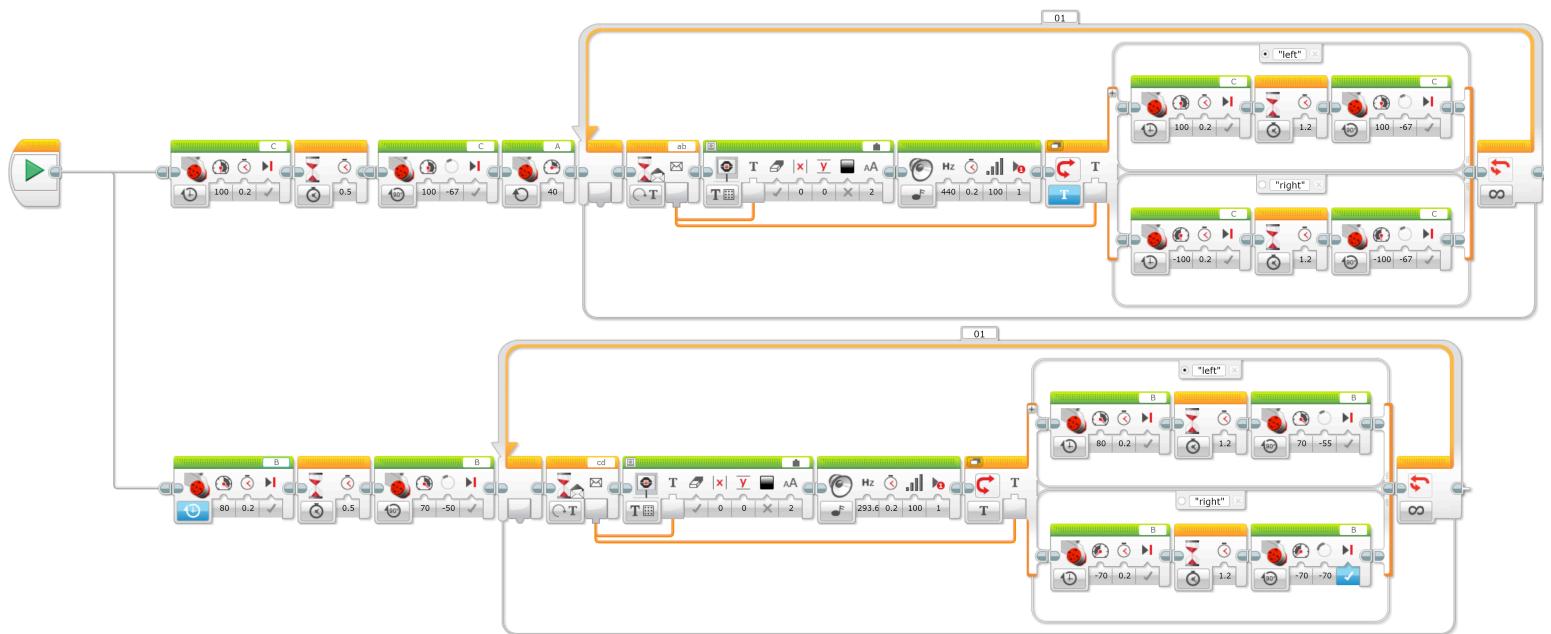 01
"left"
C C
100 0.2 1.2 100 -67
C C A ab T Hz T
100 0.2 0.5 100 -67 40 T 0 0 2 440 0.2 100 1 T
"right"
C C
-100 0.2 1.2 -100 -67
01
"left"
B B
80 0.2 1.2 70 -55
B B cd T Hz T
80 0.2 0.5 70 -50 T 0 0 2 293.6 0.2 100 1 T
"right"
B B
-70 0.2 1.2 -70 -70